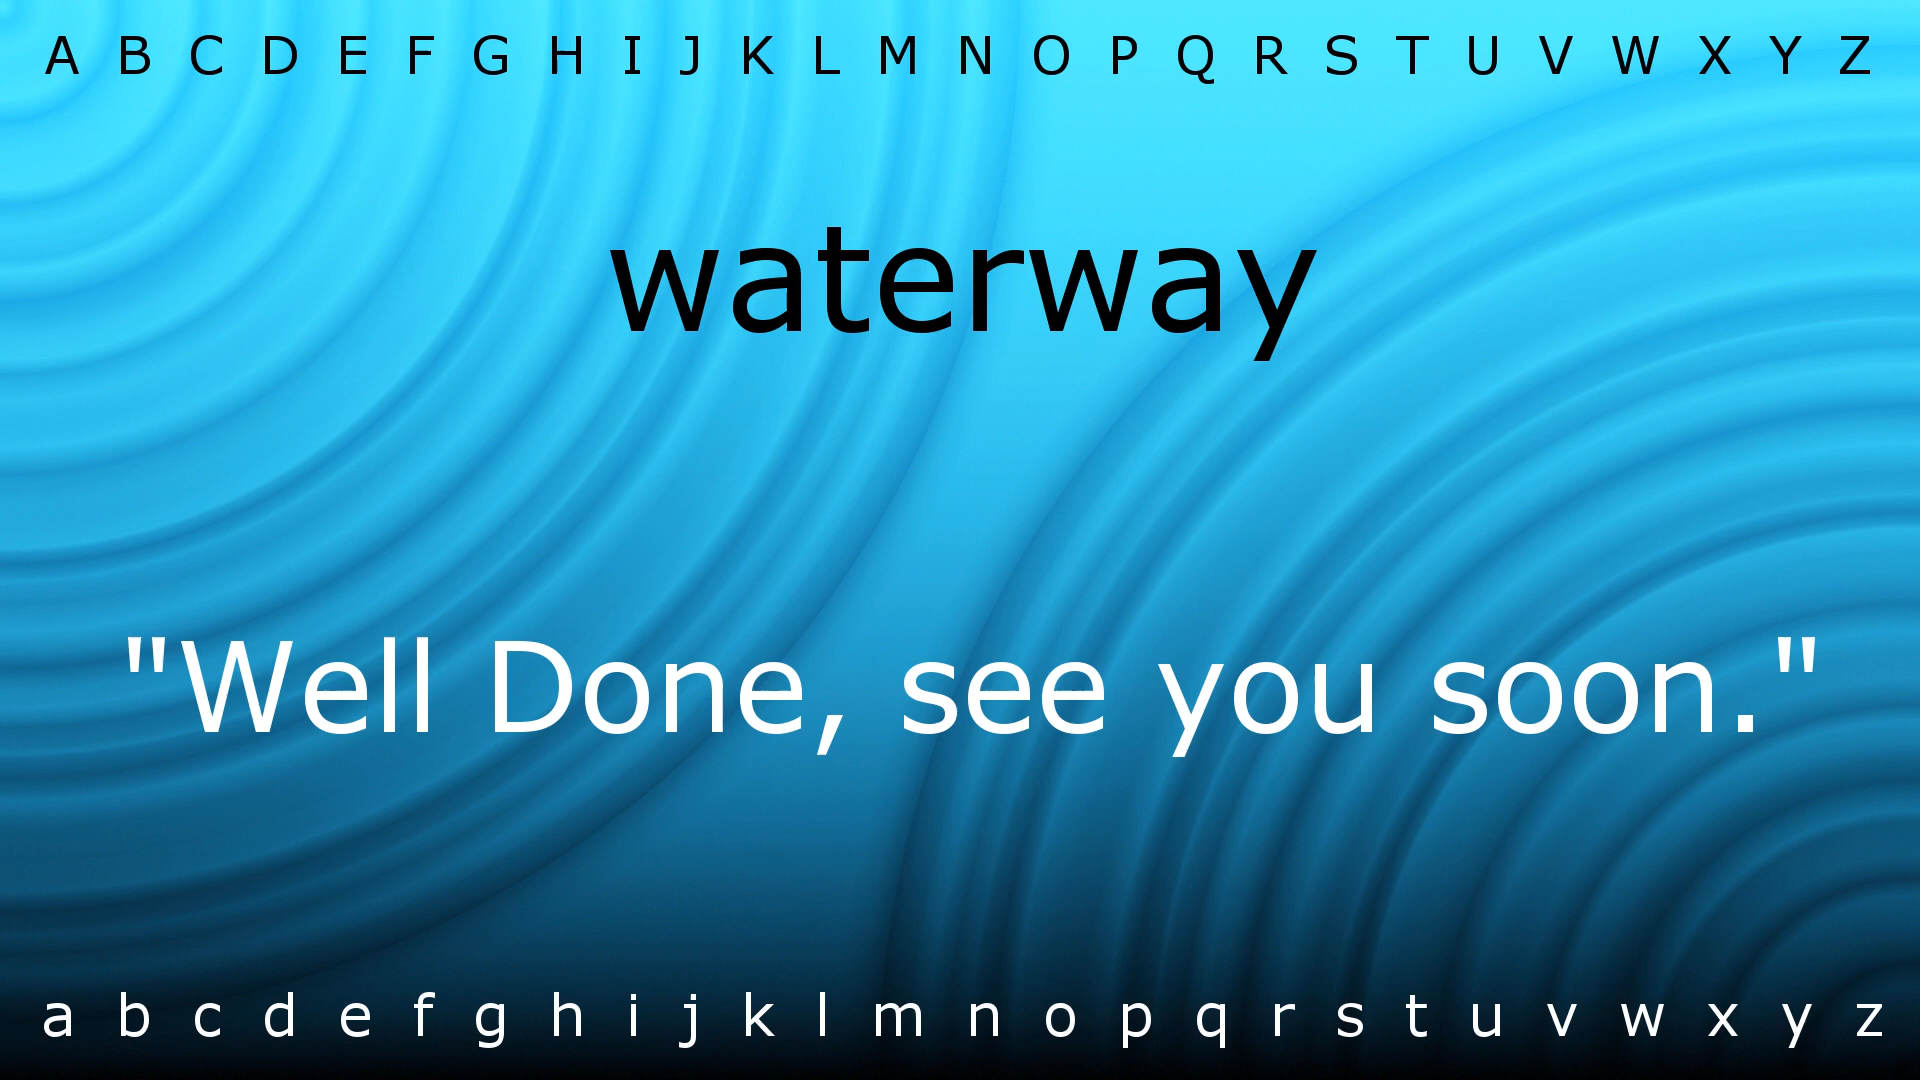 A B C D E F G H I J K L M N O P Q R S T U V W X Y Z
waterway
"Well Done, see you soon."
a b c d e f g h i j k l m n o p q r s t u v w x y z